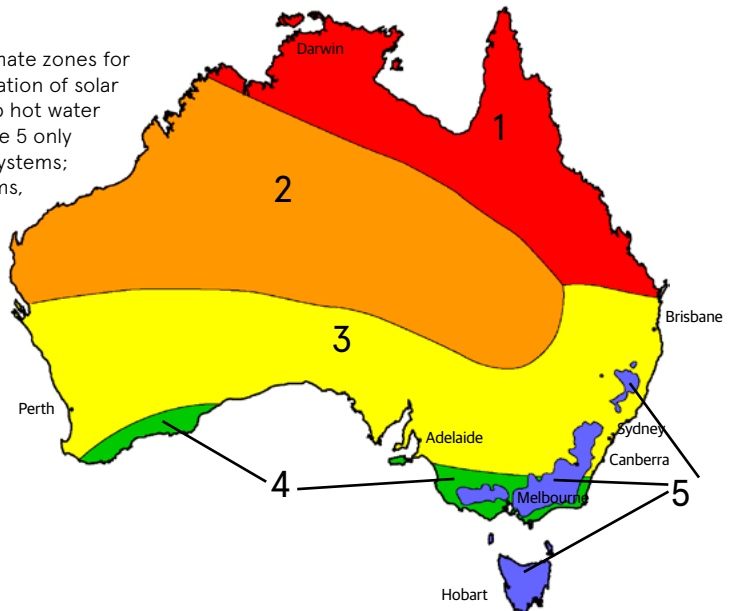 mate zones for
ation of solar
o hot water
e 5 only
ystems;
ns,
Darwin
1
2
3
Brisbane
Perth
Adelaide
Sydney
Canberra
4
Melbourne
5
Hobart